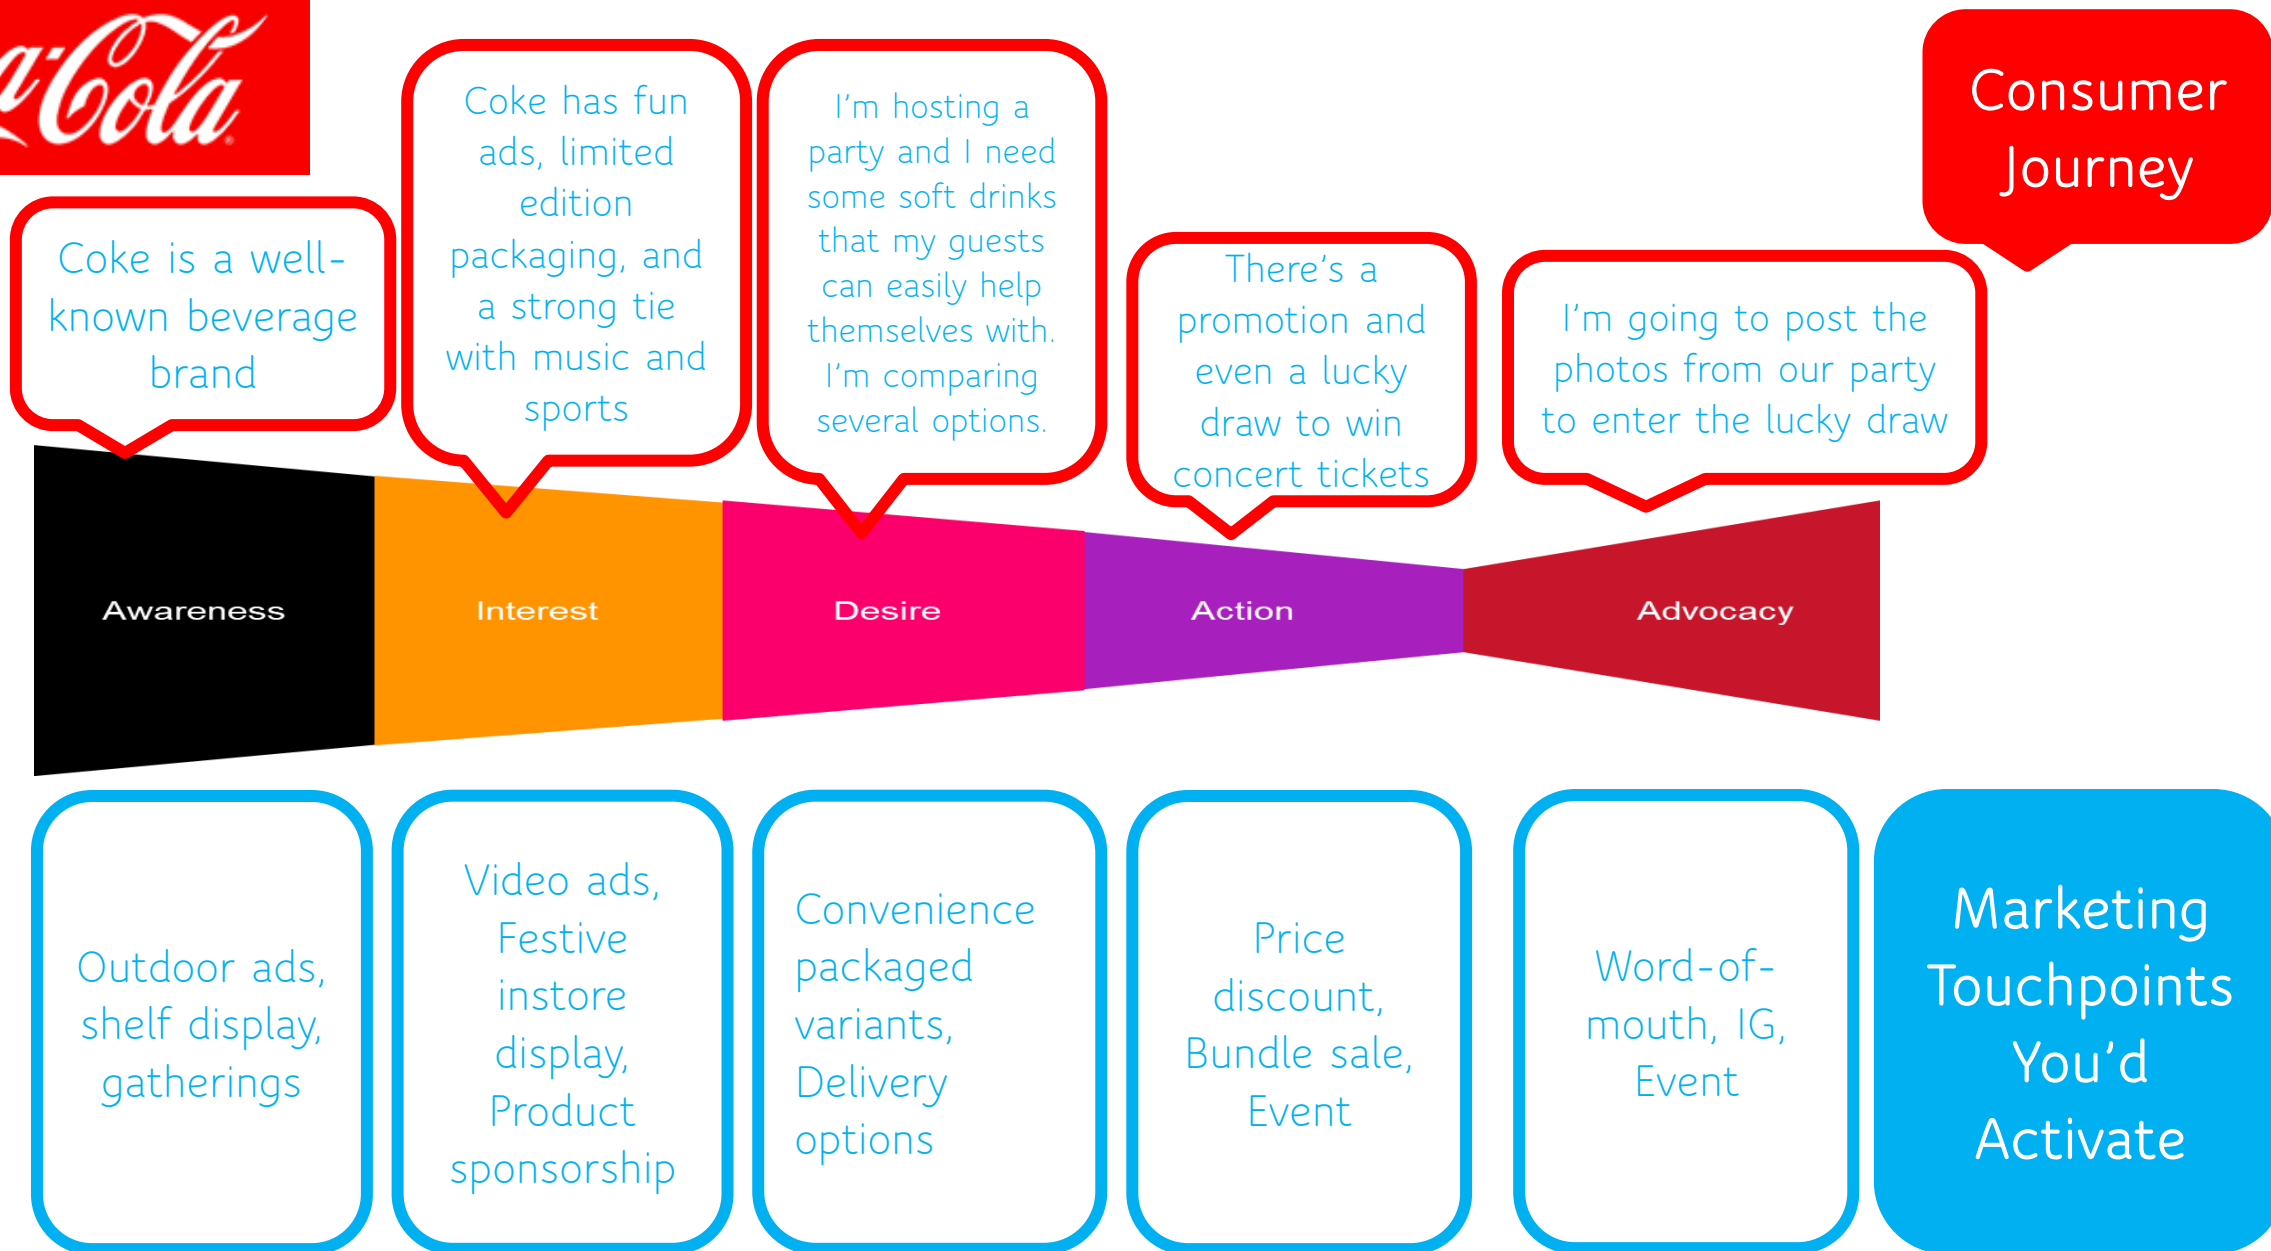 a-Cola
Consumer
Journey
Coke is a well-
known beverage
brand
Coke has fun
ads, limited
edition
packaging, and
a strong tie
with music and
sports
I'm hosting a
party and I need
some soft drinks
that my guests
can easily help
themselves with.
I'm comparing
several options.
There's a
promotion and
even a lucky
draw to win
concert tickets
I'm going to post the
photos from our party
to enter the lucky draw
Awareness
Interest
Desire
Action
Advocacy
Outdoor ads,
shelf display,
gatherings
Video ads,
Festive
instore
display,
Product
sponsorship
Convenience
packaged
variants,
Delivery
options
Price
discount,
Bundle sale,
Event
Word-of-
mouth, IG,
Event
Marketing
Touchpoints
You'd
Activate